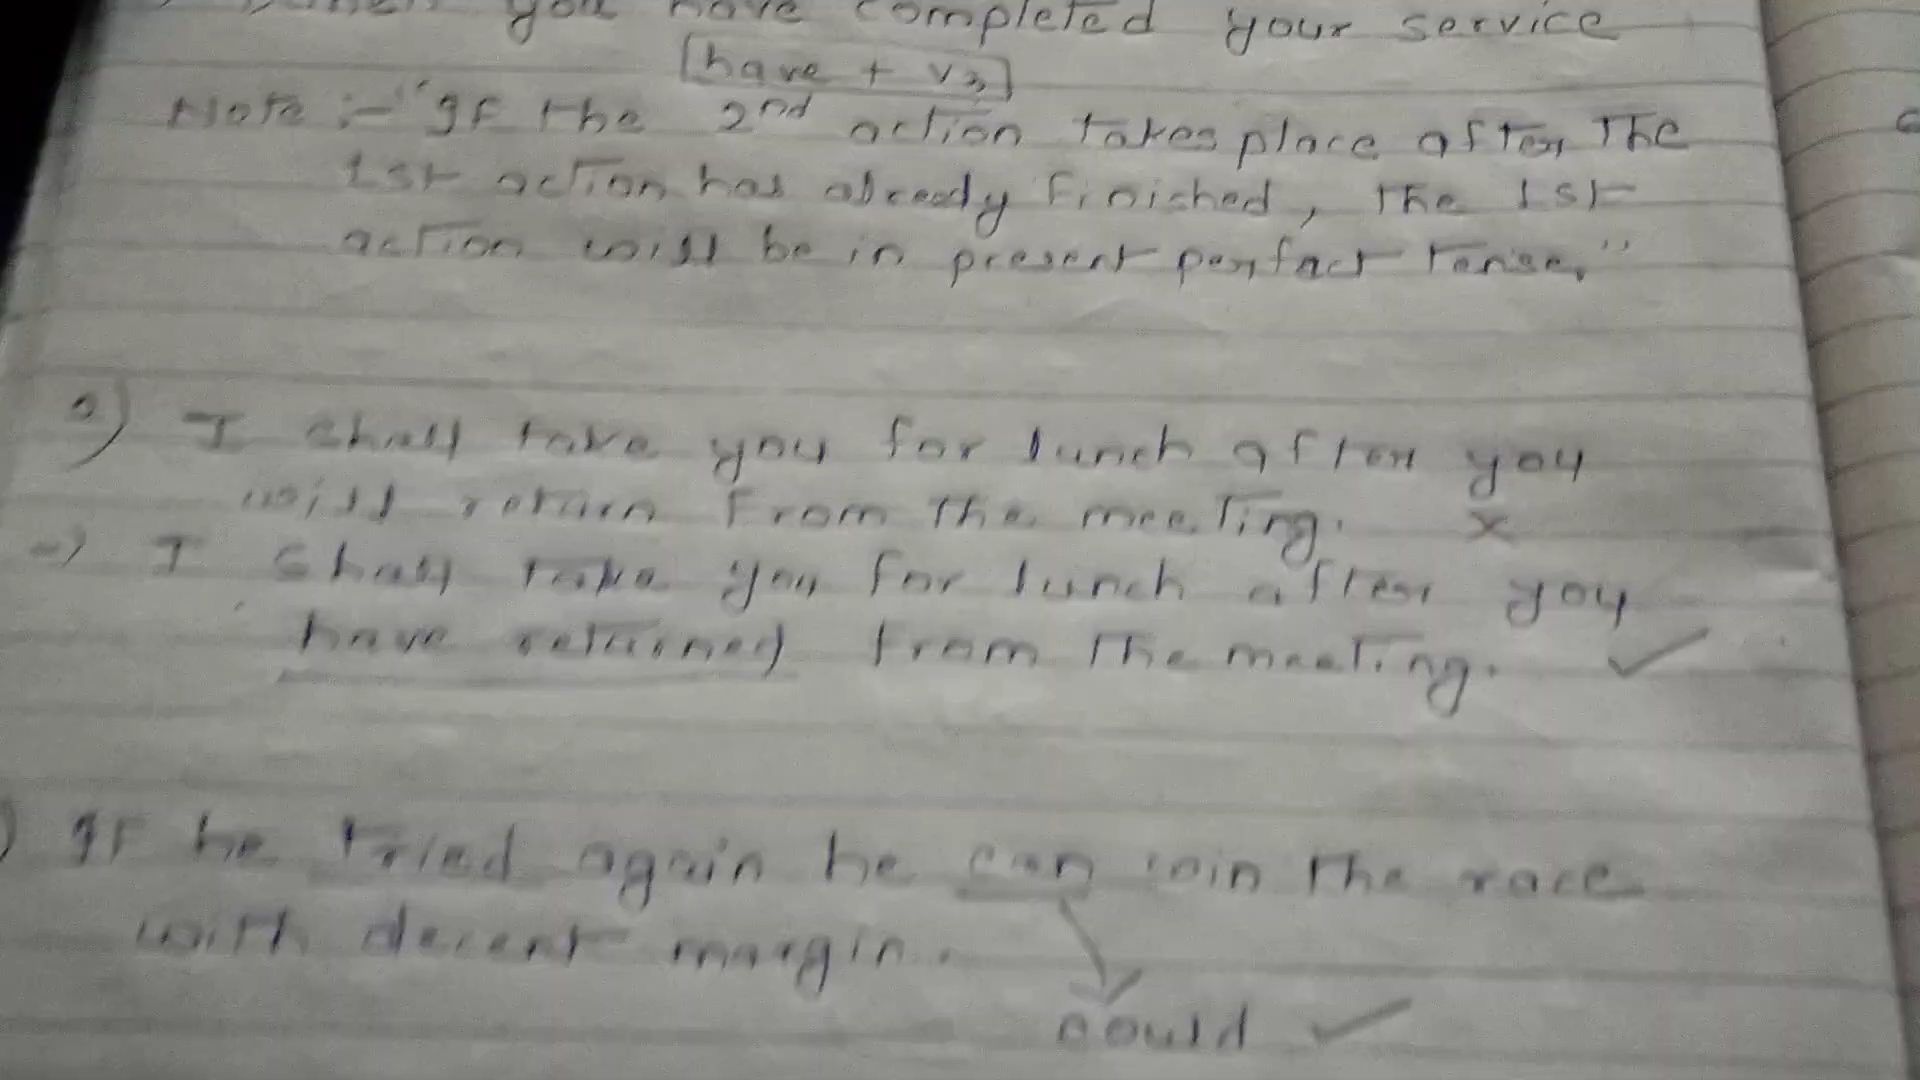 when you have completed your service
[have + V3]
Note :- "If the 2nd action takes place after the
1st action has already finished, the 1st
action will be in present perfect tense."
I shall take you for lunch after you
will return from the meeting. x
=) I shall take you for lunch after you
have returned from the meeting. ✓
) If he tried again he can win the race
with decent margin.
could ✓